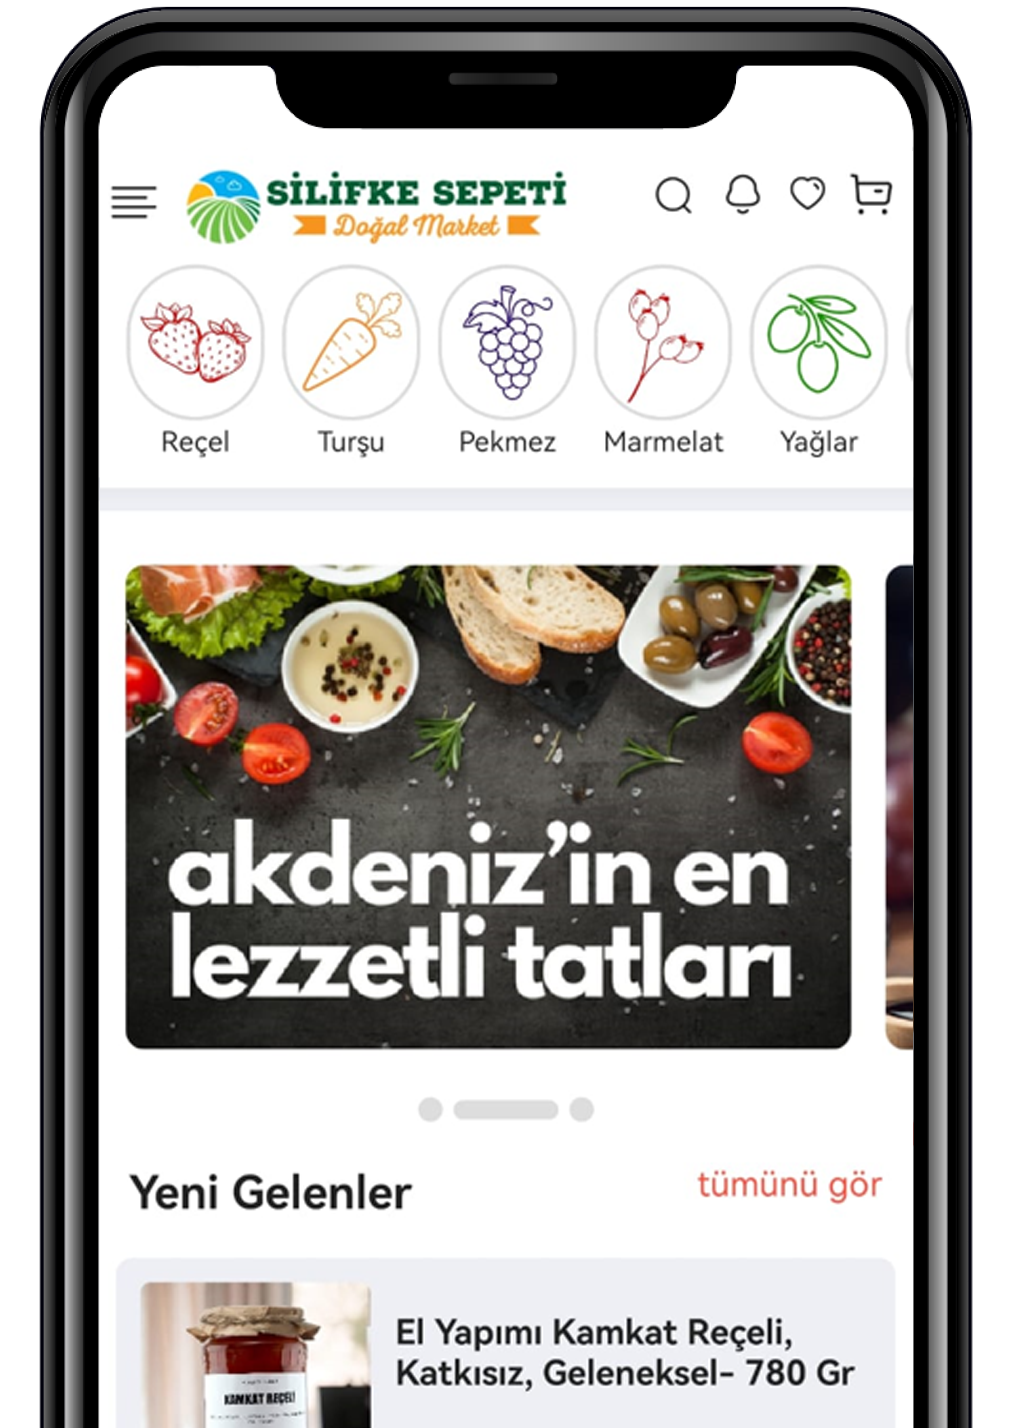 SİLİFKE SEPETİ
Doğal Market
Reçel
Turşu
Pekmez
Marmelat
Yağlar
akdeniz’in en
lezzetli tatları
Yeni Gelenler
tümünü gör
El Yapımı Kamkat Reçeli,
Katkısız, Geleneksel- 780 Gr
KAMKAT REÇELİ